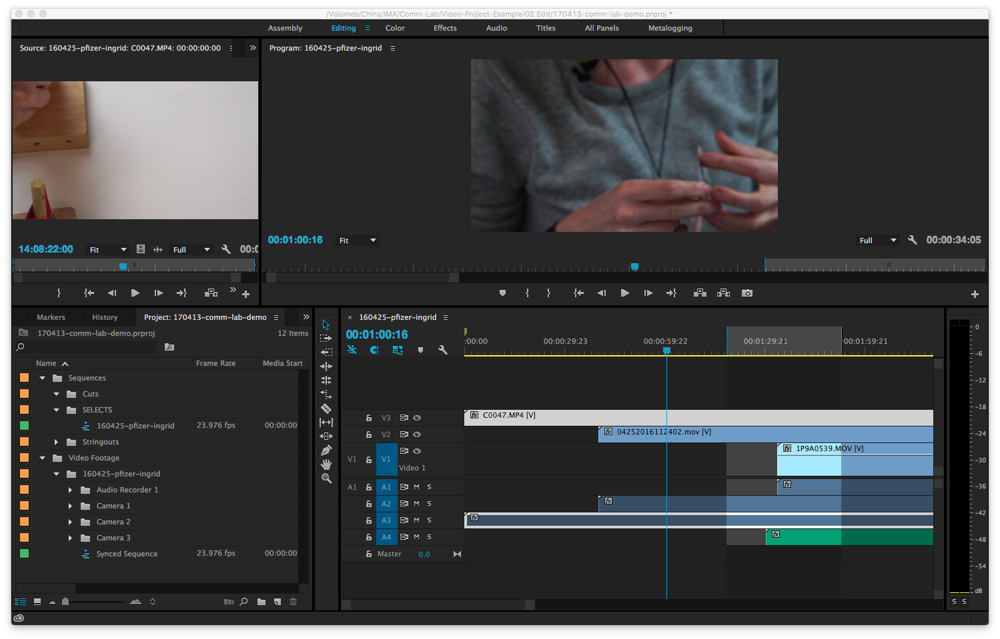 /Volumes/China/IMA/Comm-Lab/Video-Project-Example/02 Edit/170413-comm-lab-demo.prproj *
Assembly Editing Color Effects Audio Titles All Panels Metalogging
Source: 160425-pfizer-ingrid: C0047.MP4: 00:00:00:00
Program: 160425-pfizer-ingrid
14:08:22:00 Fit Full 00:0
00:01:00:16 Fit Full 00:00:34:05
Markers History Project: 170413-comm-lab-demo
170413-comm-lab-demo.prproj 12 Items
Name Frame Rate Media Start
Sequences
Cuts
SELECTS
160425-pfizer-ingrid 23.976 fps 00:00:00
Stringouts
Video Footage
160425-pfizer-ingrid
Audio Recorder 1
Camera 1
Camera 2
Camera 3
Synced Sequence 23.976 fps 00:00:00
160425-pfizer-ingrid
00:01:00:16
:00:00 00:00:29:23 00:00:59:22 00:01:29:21 00:01:59:21
V3 fx C0047.MP4 [V]
V2 fx 04252016112402.mov [V]
V1 V1 Video 1 fx 1P9A0539.MOV [V]
A1 A1 M S fx
A2 M S fx
A3 M S fx
A4 M S fx
Master 0.0
0
-6
-12
-18
-24
-30
-36
-42
-48
-54
dB
S S